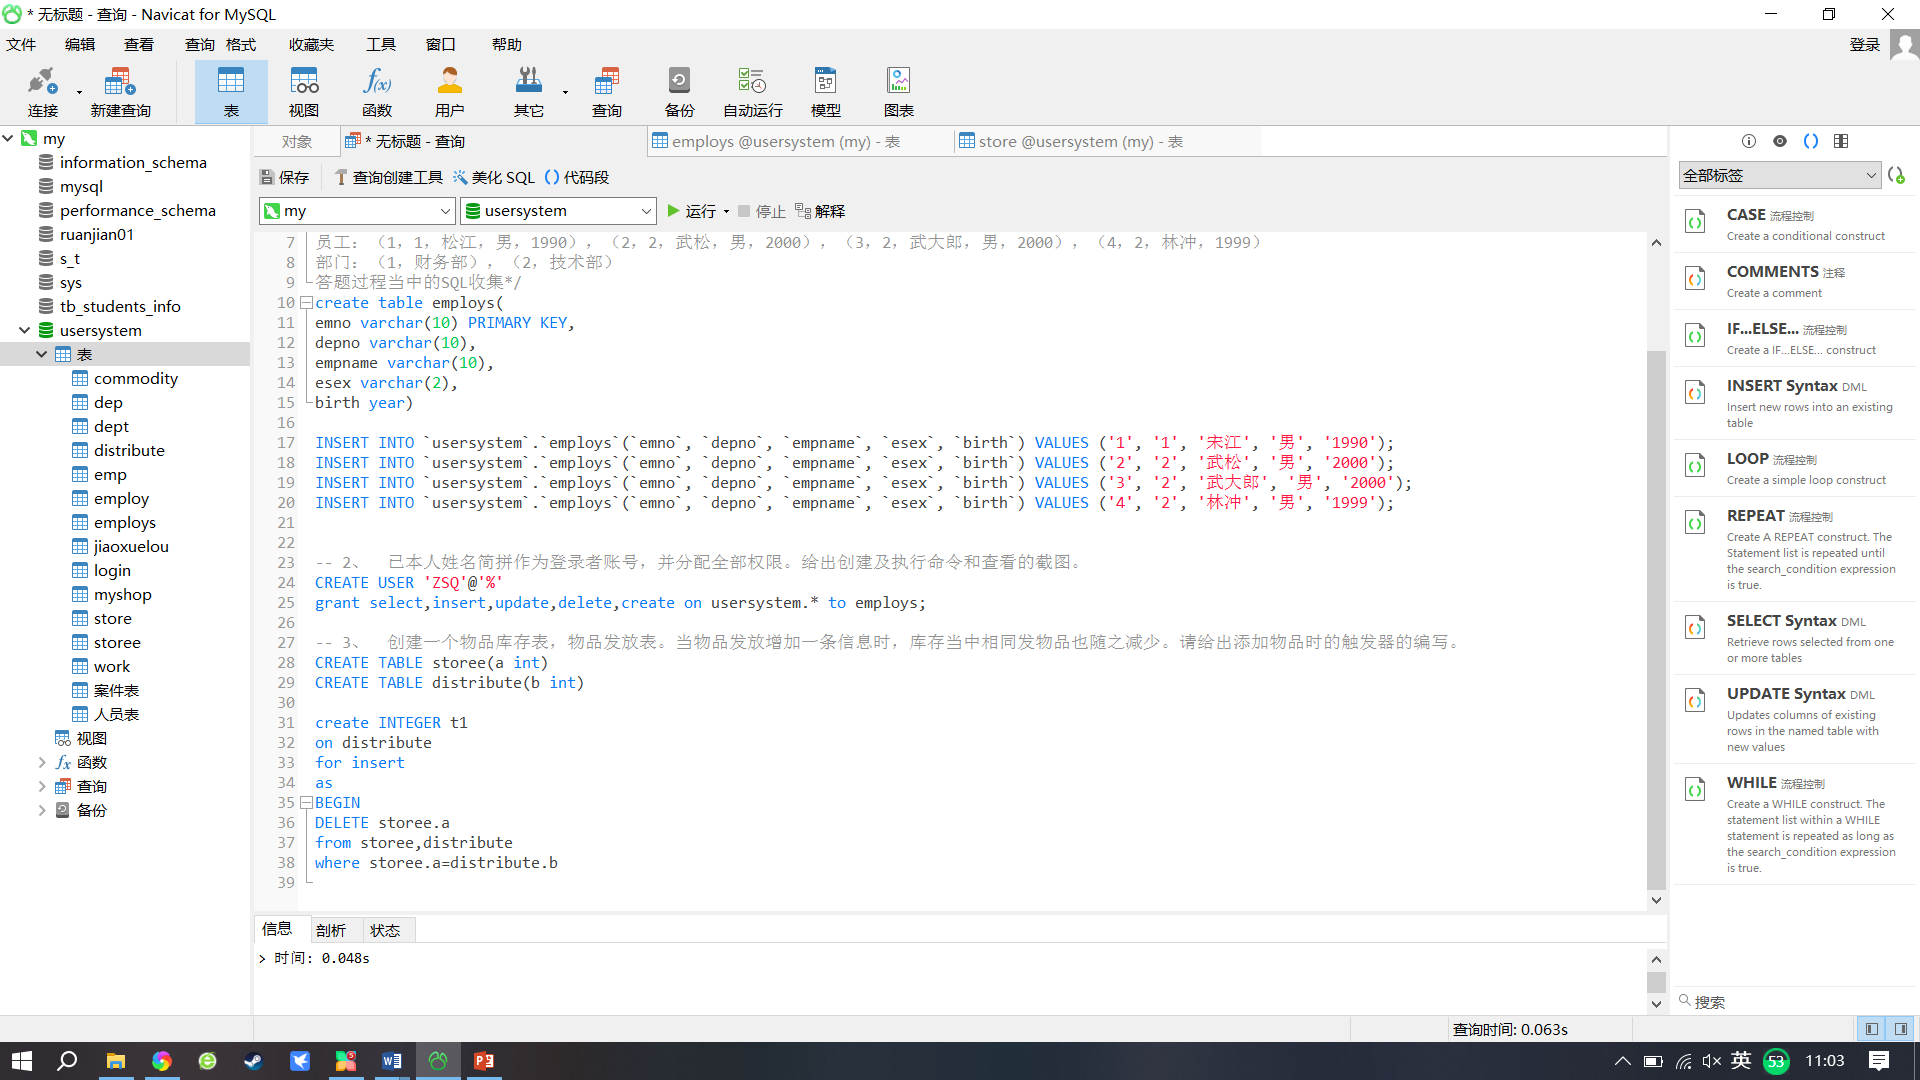 * 无标题 - 查询 - Navicat for MySQL
文件 编辑 查看 查询 格式 收藏夹 工具 窗口 帮助 登录
连接 新建查询 表 视图 函数 用户 其它 查询 备份 自动运行 模型 图表
my
information_schema
mysql
performance_schema
ruanjian01
s_t
sys
tb_students_info
usersystem
表
commodity
dep
dept
distribute
emp
employ
employs
jiaoxuelou
login
myshop
store
storee
work
案件表
人员表
视图
函数
查询
备份
对象 * 无标题 - 查询 employs @usersystem (my) - 表 store @usersystem (my) - 表
保存 查询创建工具 美化 SQL 代码段
my usersystem 运行 停止 解释
7 员工：（1，1，松江，男，1990），（2，2，武松，男，2000），（3，2，武大郎，男，2000），（4，2，林冲，1999）
8 部门：（1，财务部），（2，技术部）
9 答题过程当中的SQL收集*/
10 create table employs(
11 emno varchar(10) PRIMARY KEY,
12 depno varchar(10),
13 empname varchar(10),
14 esex varchar(2),
15 birth year)
16
17 INSERT INTO `usersystem`.`employs`(`emno`, `depno`, `empname`, `esex`, `birth`) VALUES ('1', '1', '宋江', '男', '1990');
18 INSERT INTO `usersystem`.`employs`(`emno`, `depno`, `empname`, `esex`, `birth`) VALUES ('2', '2', '武松', '男', '2000');
19 INSERT INTO `usersystem`.`employs`(`emno`, `depno`, `empname`, `esex`, `birth`) VALUES ('3', '2', '武大郎', '男', '2000');
20 INSERT INTO `usersystem`.`employs`(`emno`, `depno`, `empname`, `esex`, `birth`) VALUES ('4', '2', '林冲', '男', '1999');
21
22
23 -- 2、 已本人姓名简拼作为登录者账号，并分配全部权限。给出创建及执行命令和查看的截图。
24 CREATE USER 'ZSQ'@'%'
25 grant select,insert,update,delete,create on usersystem.* to employs;
26
27 -- 3、 创建一个物品库存表，物品发放表。当物品发放增加一条信息时，库存当中相同发物品也随之减少。请给出添加物品时的触发器的编写。
28 CREATE TABLE storee(a int)
29 CREATE TABLE distribute(b int)
30
31 create INTEGER t1
32 on distribute
33 for insert
34 as
35 BEGIN
36 DELETE storee.a
37 from storee,distribute
38 where storee.a=distribute.b
39
信息 剖析 状态
> 时间: 0.048s
查询时间: 0.063s
全部标签
CASE 流程控制
Create a conditional construct
COMMENTS 注释
Create a comment
IF...ELSE... 流程控制
Create a IF...ELSE... construct
INSERT Syntax DML
Insert new rows into an existing
table
LOOP 流程控制
Create a simple loop construct
REPEAT 流程控制
Create A REPEAT construct. The
Statement list is repeated until
the search_condition expression
is true.
SELECT Syntax DML
Retrieve rows selected from one
or more tables
UPDATE Syntax DML
Updates columns of existing
rows in the named table with
new values
WHILE 流程控制
Create a WHILE construct. The
statement list within a WHILE
statement is repeated as long as
the search_condition expression
is true.
搜索
英 53 11:03